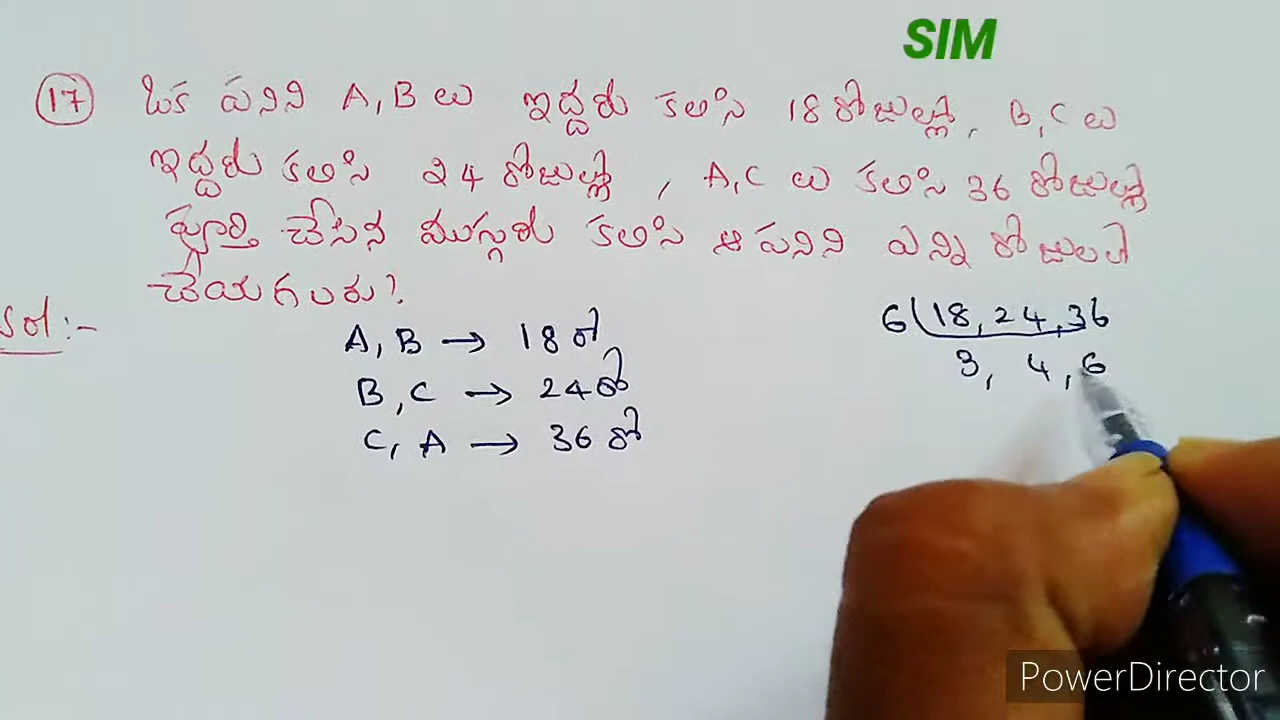 SIM
17 ఒక పనిని A,B లు ఇద్దరు కలిసి 18 రోజుల్లో, B,C లు
ఇద్దరు కలిసి 24 రోజుల్లో, A,C లు కలిసి 36 రోజుల్లో
పూర్తి చేసిన ముగ్గురు కలిసి ఆ పనిని ఎన్ని రోజులలో
చేయగలరు?
Sol:-
A, B → 18 రో
B, C → 24 రో
C, A → 36 రో
6(18, 24, 36
3, 4, 6
PowerDirector